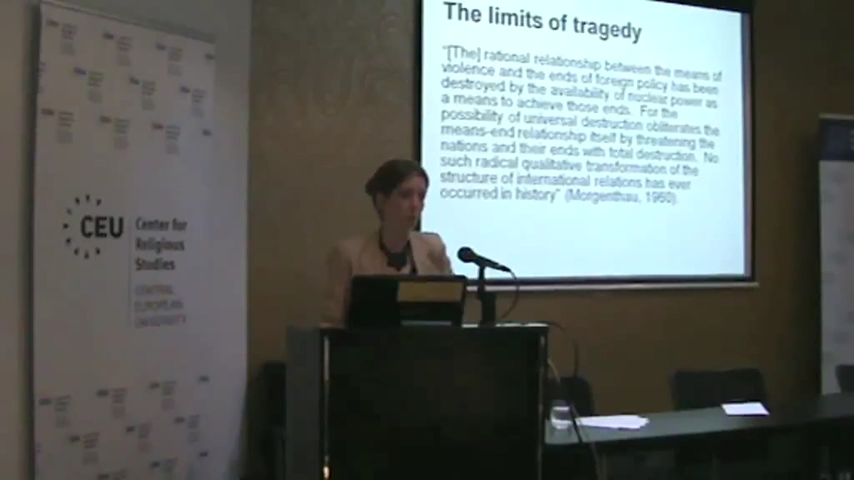 The limits of tragedy
"[The] rational relationship between the means of
violence and the ends of foreign policy has been
destroyed by the availability of nuclear power as
a means to achieve those ends. For the
possibility of universal destruction obliterates the
means-end relationship itself by threatening the
nations and their ends with total destruction. No
such radical qualitative transformation of the
structure of international relations has ever
occurred in history" (Morgenthau, 1960).
CEU
Center for
Religious
Studies
CENTRAL
EUROPEAN
UNIVERSITY